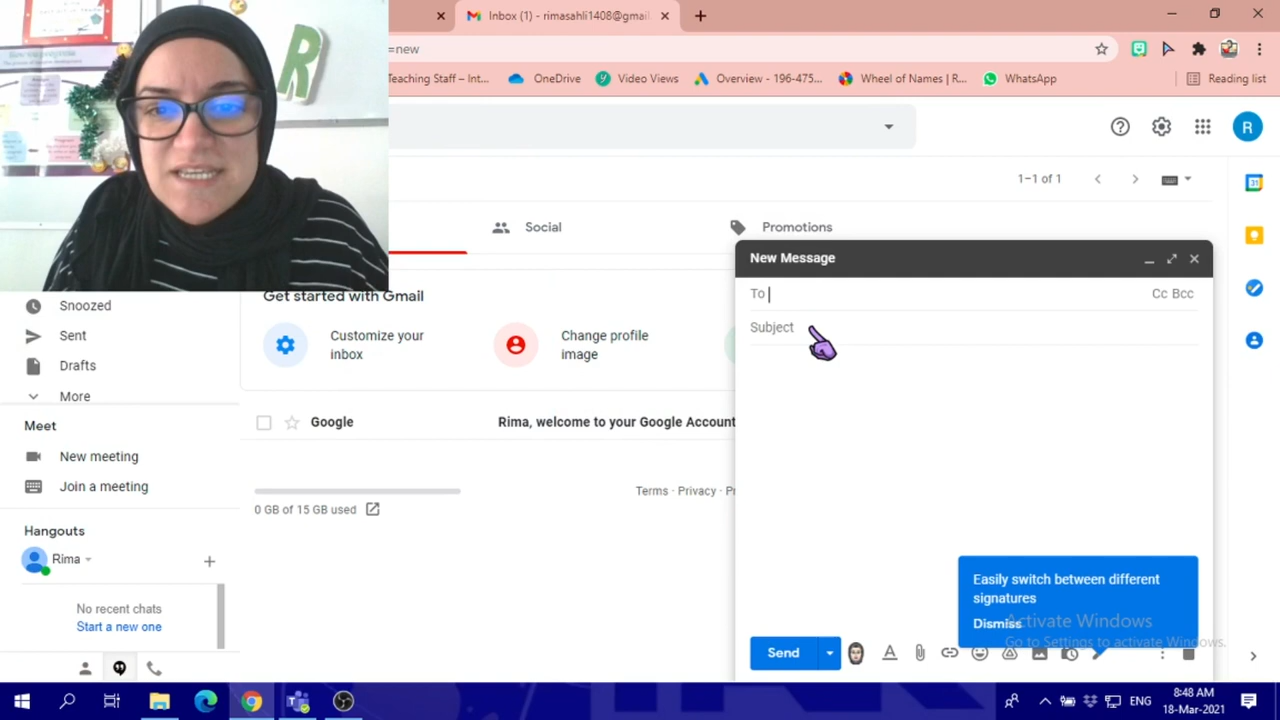 R
Inbox (1) - rimasahli1408@gmai
=new
Teaching Staff – Int...
OneDrive
Video Views
Overview - 196-475...
Wheel of Names | R...
WhatsApp
Reading list
R
1–1 of 1
31
Social
Promotions
New Message
To
Cc Bcc
Subject
Get started with Gmail
Customize your
inbox
Change profile
image
Snoozed
Sent
Drafts
More
Google
Rima, welcome to your Google Account
Meet
New meeting
Join a meeting
Terms · Privacy · Pr
0 GB of 15 GB used
Hangouts
Rima
No recent chats
Start a new one
Easily switch between different
signatures
Dismiss
Activate Windows
Go to Settings to activate Windows.
Send
ENG
8:48 AM
18-Mar-2021